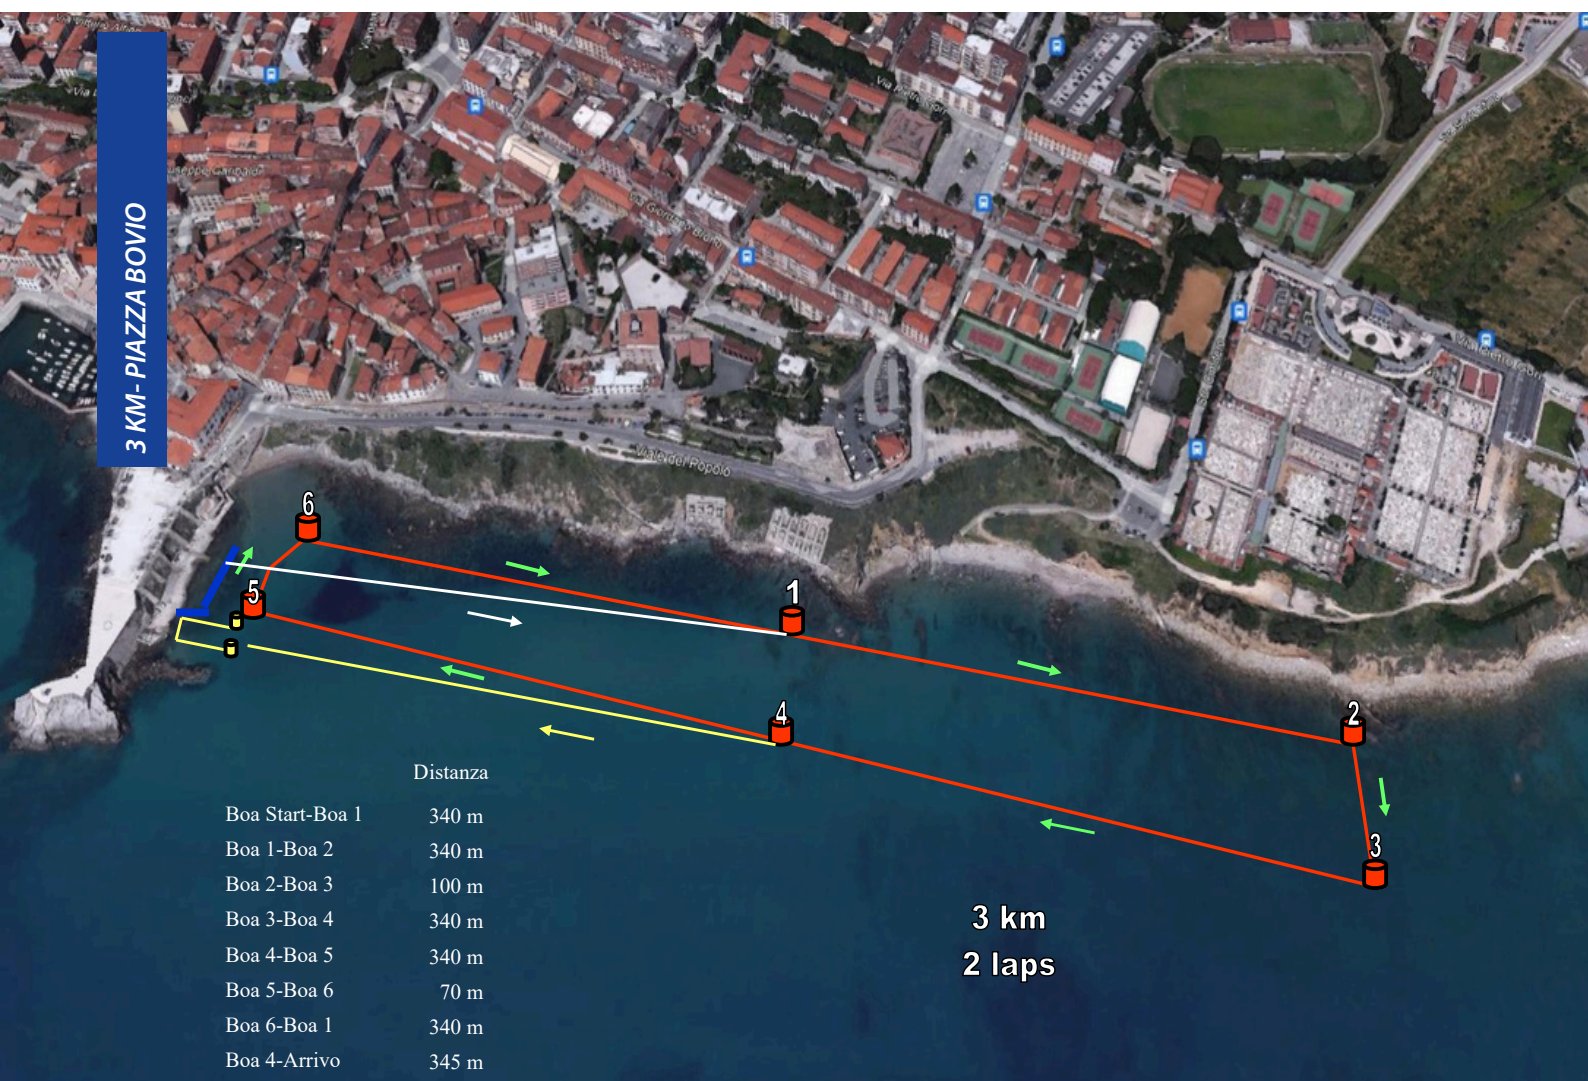 3 KM- PIAZZA BOVIO
Via Giordano Bruno
Viale del Popolo
6
5
1
4
2
3
Distanza
Boa Start-Boa 1 340 m
Boa 1-Boa 2 340 m
Boa 2-Boa 3 100 m
Boa 3-Boa 4 340 m
Boa 4-Boa 5 340 m
Boa 5-Boa 6 70 m
Boa 6-Boa 1 340 m
Boa 4-Arrivo 345 m
3 km
2 laps